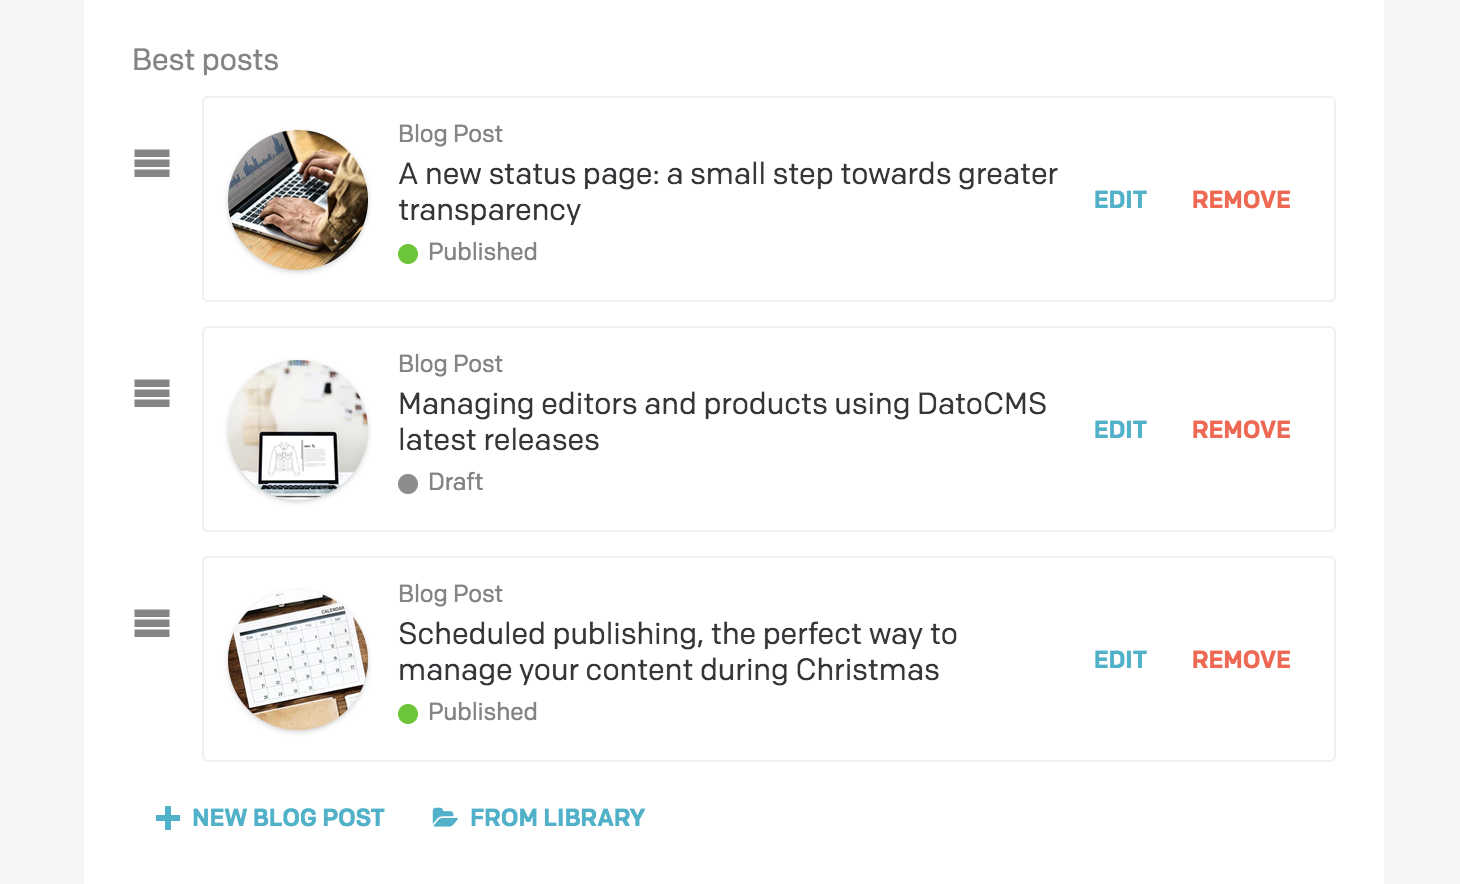 Best posts
Blog Post
A new status page: a small step towards greater
transparency
Published
EDIT
REMOVE
Blog Post
Managing editors and products using DatoCMS
latest releases
Draft
EDIT
REMOVE
CALENDAR
Blog Post
Scheduled publishing, the perfect way to
manage your content during Christmas
Published
EDIT
REMOVE
NEW BLOG POST
FROM LIBRARY